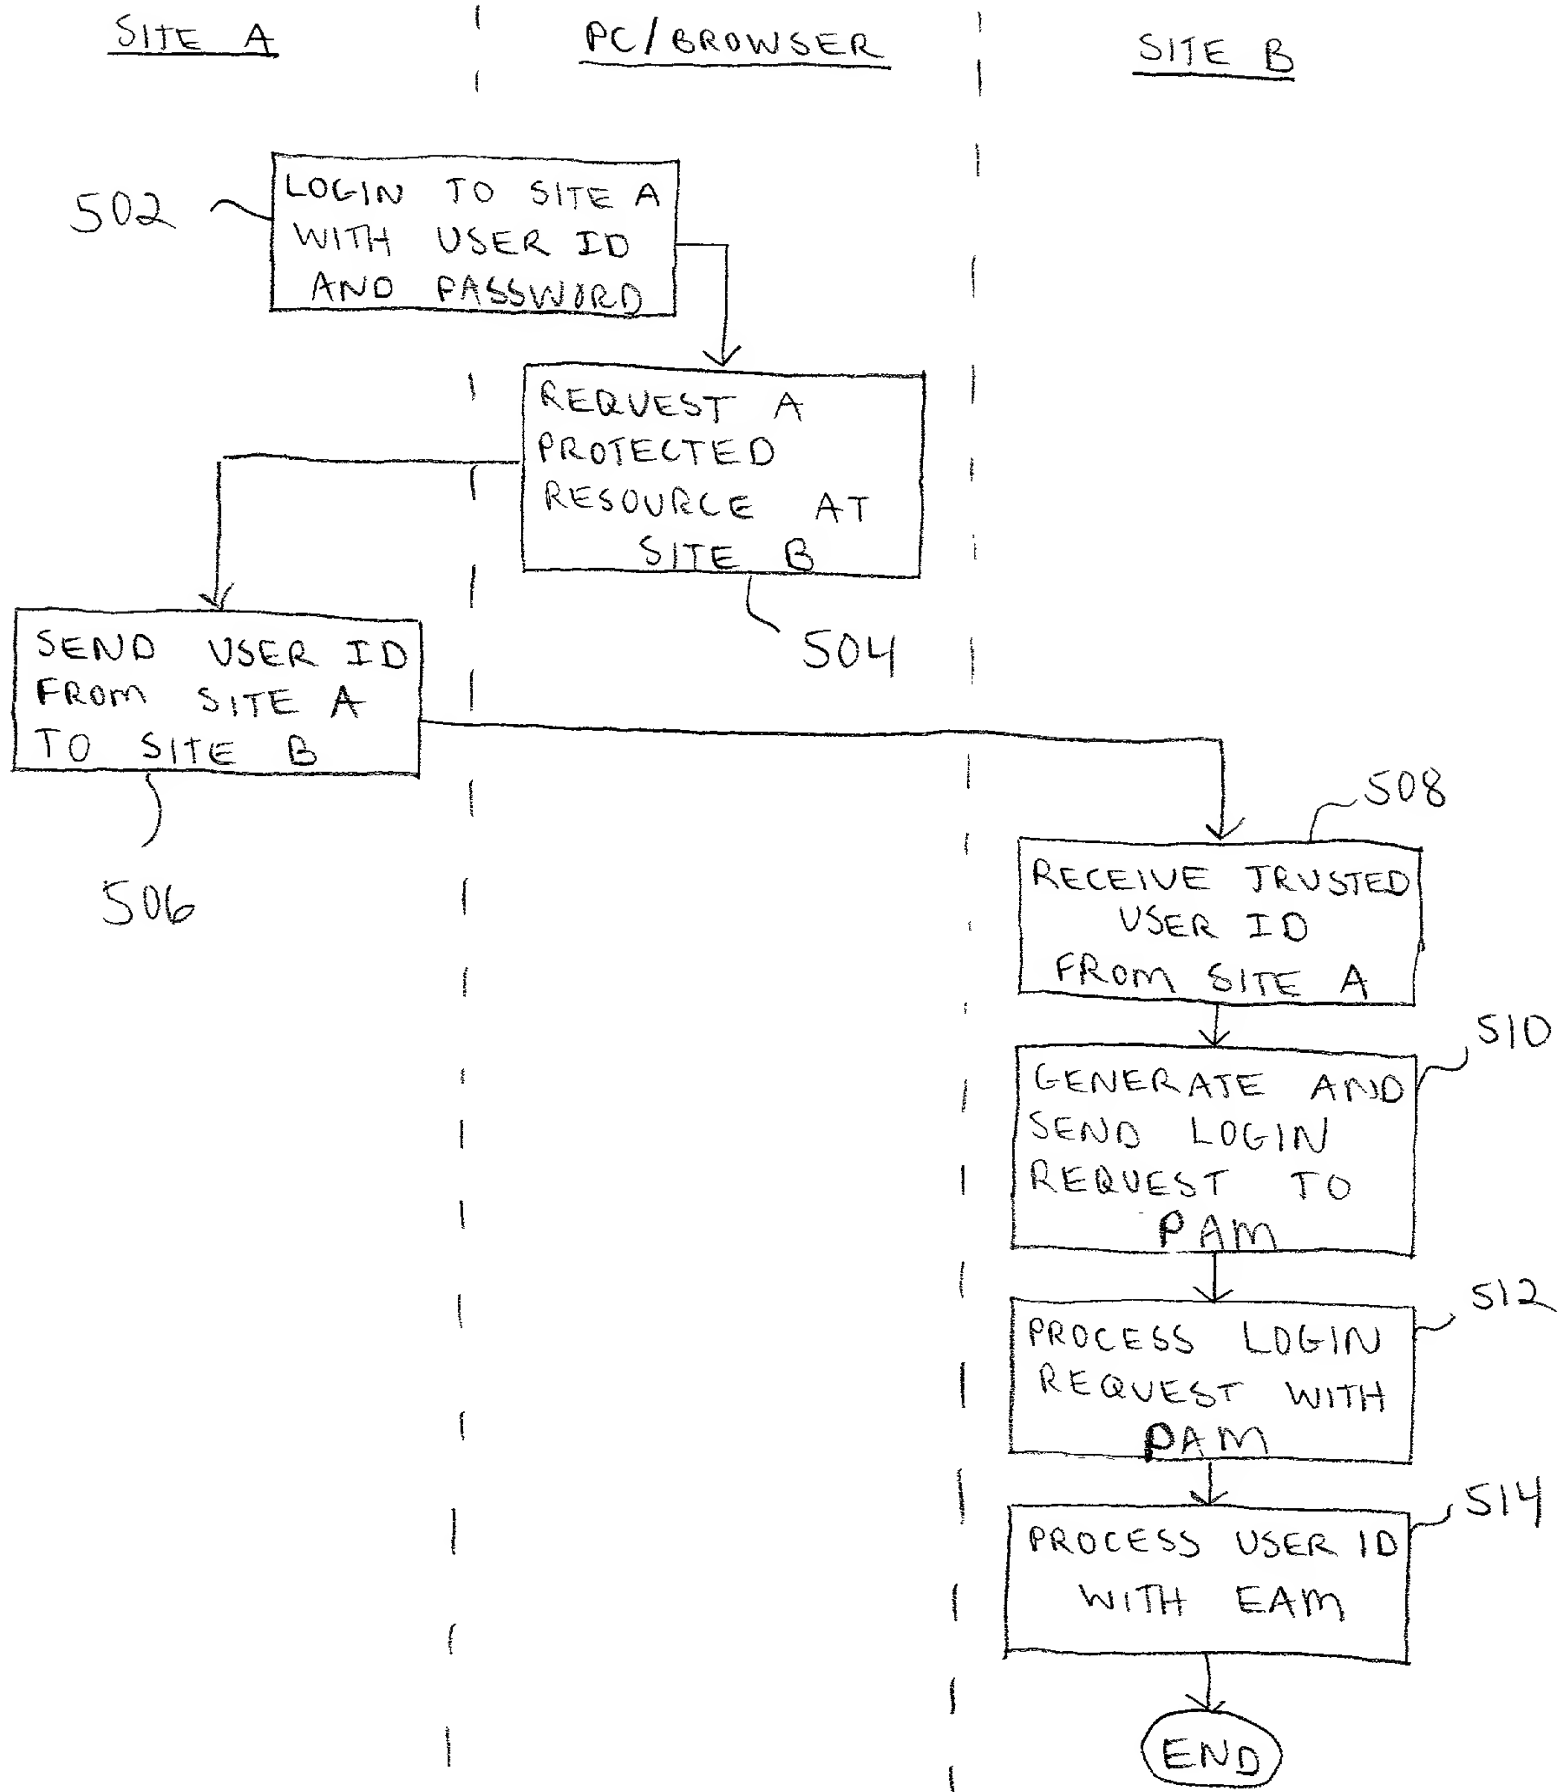 SITE A
PC/BROWSER
SITE B
502
LOGIN TO SITE A
WITH USER ID
AND PASSWORD
REQUEST A
PROTECTED
RESOURCE AT
SITE B
504
SEND USER ID
FROM SITE A
TO SITE B
506
508
RECEIVE TRUSTED
USER ID
FROM SITE A
510
GENERATE AND
SEND LOGIN
REQUEST TO
PAM
512
PROCESS LOGIN
REQUEST WITH
PAM
514
PROCESS USER ID
WITH EAM
END